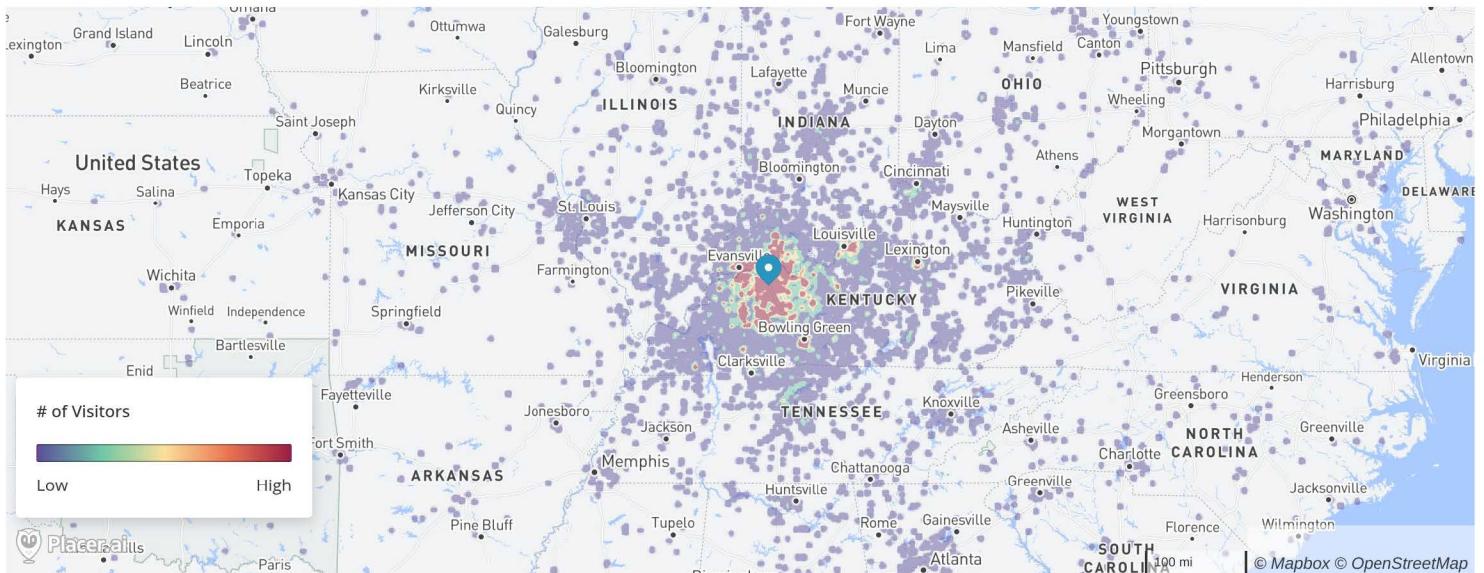 Omaha
Fort Wayne
Youngstown
Grand Island
Ottumwa
Galesburg
Lexington
Lincoln
Lima
Mansfield
Canton
Allentown
Bloomington
Lafayette
Pittsburgh
Beatrice
Kirksville
Muncie
OHIO
Harrisburg
Quincy
ILLINOIS
Wheeling
Saint Joseph
INDIANA
Dayton
Philadelphia
Morgantown
United States
Athens
MARYLAND
Topeka
Bloomington
Cincinnati
Hays
Salina
Kansas City
DELAWARE
Jefferson City
St. Louis
Maysville
WEST
VIRGINIA
Washington
KANSAS
Emporia
Louisville
Huntington
Harrisonburg
MISSOURI
Evansville
Lexington
Farmington
Wichita
KENTUCKY
Pikeville
VIRGINIA
Winfield
Independence
Springfield
Bowling Green
Bartlesville
Clarksville
Virginia
Enid
Henderson
Fayetteville
Knoxville
Greensboro
# of Visitors
Jonesboro
TENNESSEE
Jackson
Asheville
NORTH
CAROLINA
Greenville
Fort Smith
Charlotte
Memphis
Chattanooga
ARKANSAS
Greenville
Low
High
Huntsville
Jacksonville
Pine Bluff
Tupelo
Rome
Gainesville
Florence
Wilmington
Placer.ai
Paris
Atlanta
SOUTH
CAROLINA
100 mi
© Mapbox © OpenStreetMap